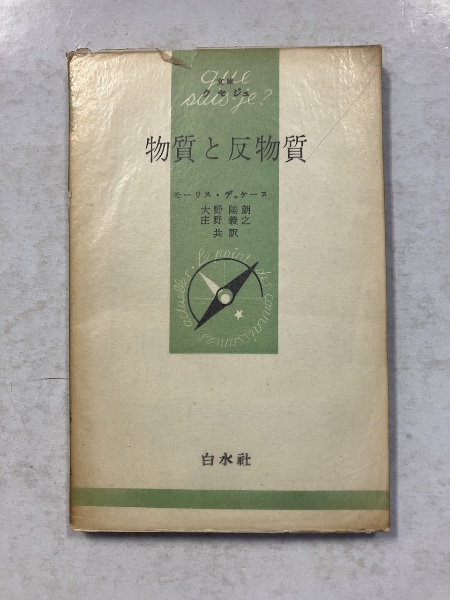 que
sais-je?
文庫
クセジュ
物質と反物質
モーリス・デュケーヌ
大野陽朗
庄野義之
共訳
le point des connaissances actuelles
白水社